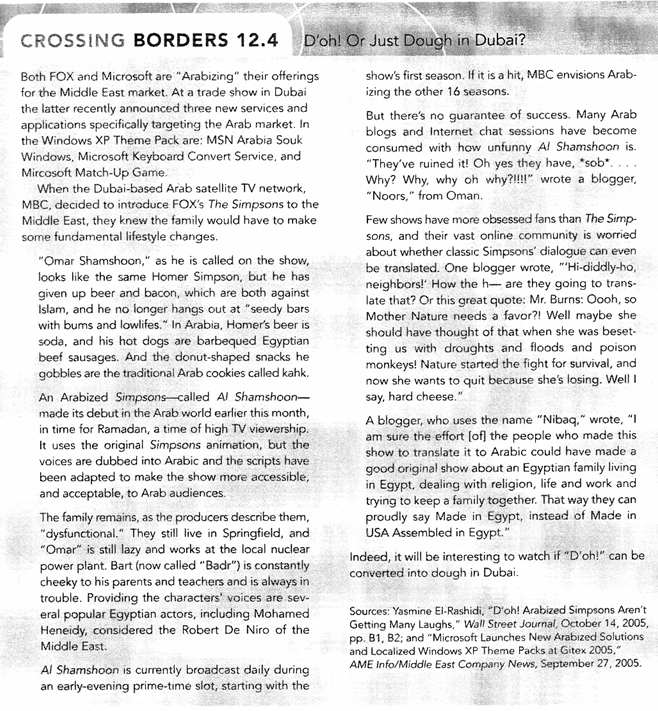 CROSSING BORDERS 12.4 D'oh! Or Just Dough in Dubai?
Both FOX and Microsoft are "Arabizing" their offerings
for the Middle East market. At a trade show in Dubai
the latter recently announced three new services and
applications specifically targeting the Arab market. In
the Windows XP Theme Pack are: MSN Arabia Souk
Windows, Microsoft Keyboard Convert Service, and
Mircosoft Match-Up Game.
When the Dubai-based Arab satellite TV network,
MBC, decided to introduce FOX's The Simpsons to the
Middle East, they knew the family would have to make
some fundamental lifestyle changes.
"Omar Shamshoon," as he is called on the show,
looks like the same Homer Simpson, but he has
given up beer and bacon, which are both against
Islam, and he no longer hangs out at "seedy bars
with bums and lowlifes." In Arabia, Homer's beer is
soda, and his hot dogs are barbequed Egyptian
beef sausages. And the donut-shaped snacks he
gobbles are the traditional Arab cookies called kahk.
An Arabized Simpsons—called Al Shamshoon—
made its debut in the Arab world earlier this month,
in time for Ramadan, a time of high TV viewership.
It uses the original Simpsons animation, but the
voices are dubbed into Arabic and the scripts have
been adapted to make the show more accessible,
and acceptable, to Arab audiences.
The family remains, as the producers describe them,
"dysfunctional." They still live in Springfield, and
"Omar" is still lazy and works at the local nuclear
power plant. Bart (now called "Badr") is constantly
cheeky to his parents and teachers and is always in
trouble. Providing the characters' voices are sev-
eral popular Egyptian actors, including Mohamed
Heneidy, considered the Robert De Niro of the
Middle East.
Al Shamshoon is currently broadcast daily during
an early-evening prime-time slot, starting with the
show's first season. If it is a hit, MBC envisions Arab-
izing the other 16 seasons.
But there's no guarantee of success. Many Arab
blogs and Internet chat sessions have become
consumed with how unfunny Al Shamshoon is.
"They've ruined it! Oh yes they have, *sob*. . . .
Why? Why, why oh why?!!!!" wrote a blogger,
"Noors," from Oman.
Few shows have more obsessed fans than The Simp-
sons, and their vast online community is worried
about whether classic Simpsons' dialogue can even
be translated. One blogger wrote, "'Hi-diddly-ho,
neighbors!' How the h— are they going to trans-
late that? Or this great quote: Mr. Burns: Oooh, so
Mother Nature needs a favor?! Well maybe she
should have thought of that when she was beset-
ting us with droughts and floods and poison
monkeys! Nature started the fight for survival, and
now she wants to quit because she's losing. Well I
say, hard cheese."
A blogger, who uses the name "Nibaq," wrote, "I
am sure the effort [of] the people who made this
show to translate it to Arabic could have made a
good original show about an Egyptian family living
in Egypt, dealing with religion, life and work and
trying to keep a family together. That way they can
proudly say Made in Egypt, instead of Made in
USA Assembled in Egypt."
Indeed, it will be interesting to watch if "D'oh!" can be
converted into dough in Dubai.
Sources: Yasmine El-Rashidi, "D'oh! Arabized Simpsons Aren't
Getting Many Laughs," Wall Street Journal, October 14, 2005,
pp. B1, B2; and "Microsoft Launches New Arabized Solutions
and Localized Windows XP Theme Packs at Gitex 2005,"
AME Info/Middle East Company News, September 27, 2005.